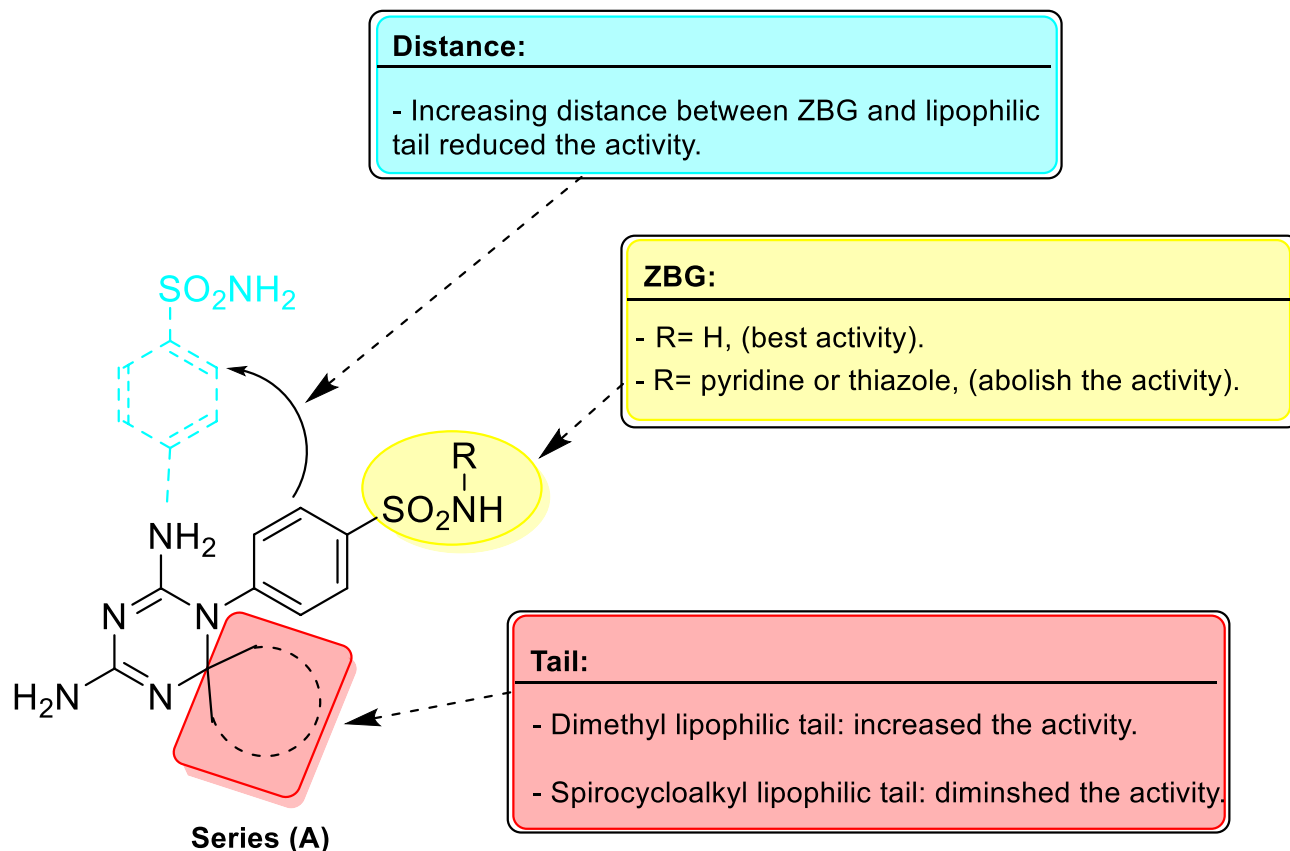 Distance:
- Increasing distance between ZBG and lipophilic
tail reduced the activity.
ZBG:
- R= H, (best activity).
- R= pyridine or thiazole, (abolish the activity).
SO2NH2
R
SO2NH
NH2
N
N
H2N
N
Tail:
- Dimethyl lipophilic tail: increased the activity.
- Spirocycloalkyl lipophilic tail: diminshed the activity.
Series (A)